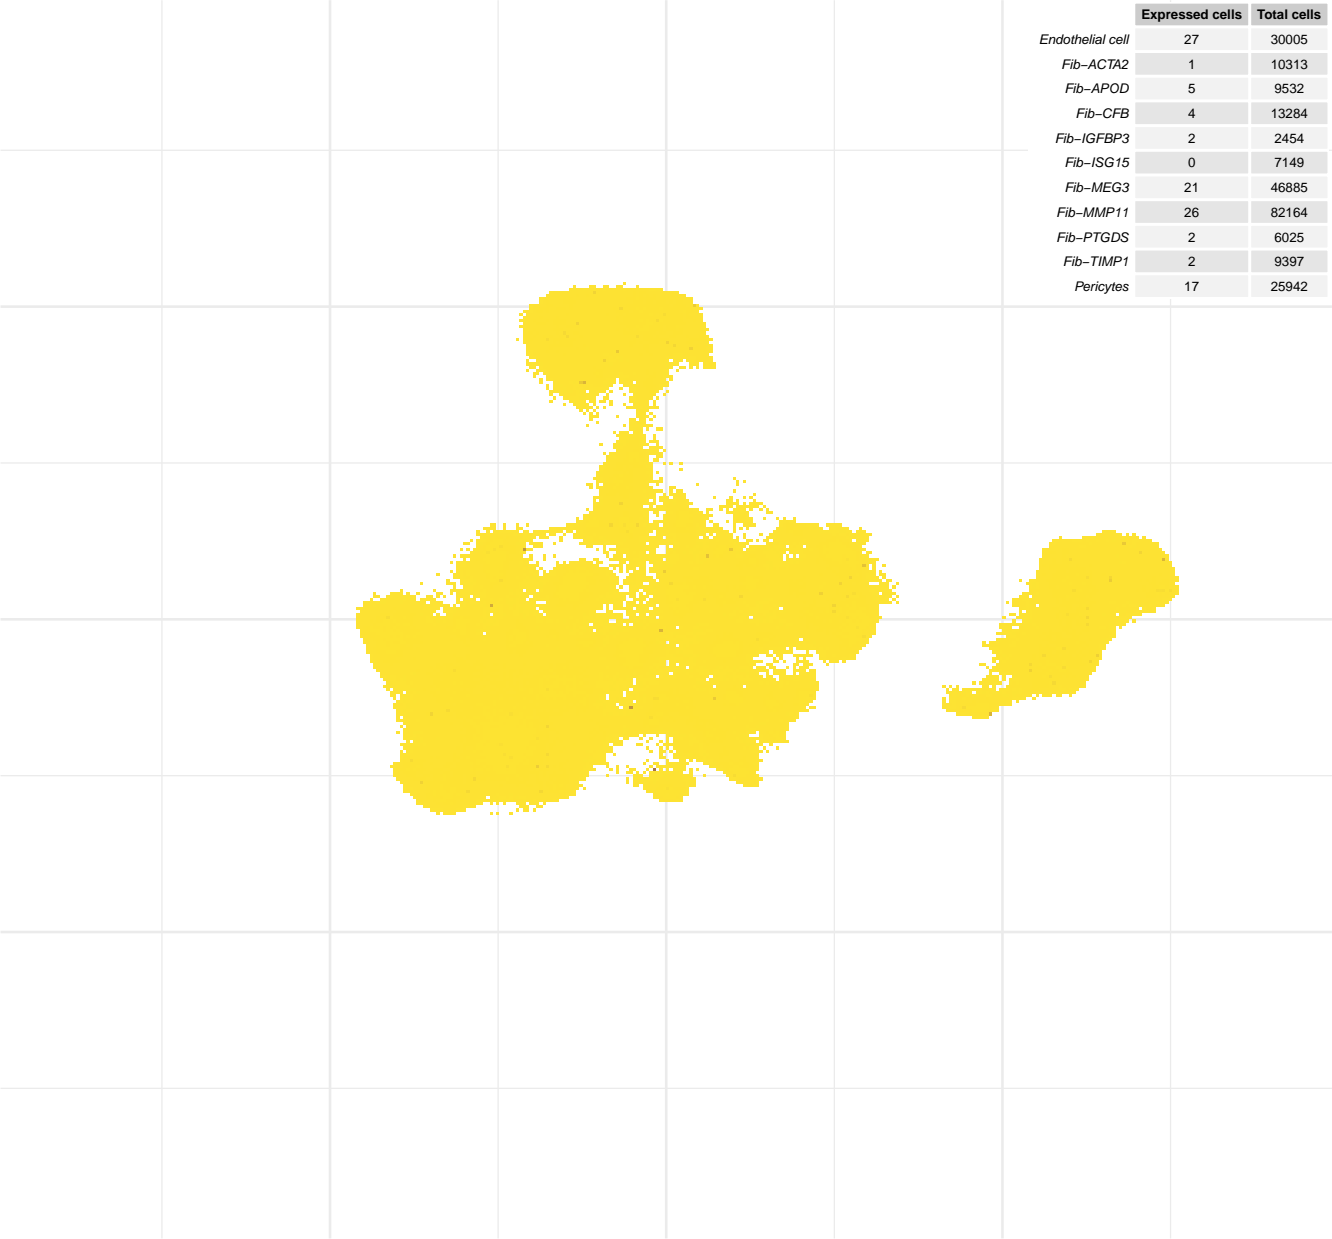 Expressed cells Total cells
Endothelial cell 27 30005
Fib−ACTA2 1 10313
Fib−APOD 5 9532
Fib−CFB 4 13284
Fib−IGFBP3 2 2454
Fib−ISG15 0 7149
Fib−MEG3 21 46885
Fib−MMP11 26 82164
Fib−PTGDS 2 6025
Fib−TIMP1 2 9397
Pericytes 17 25942